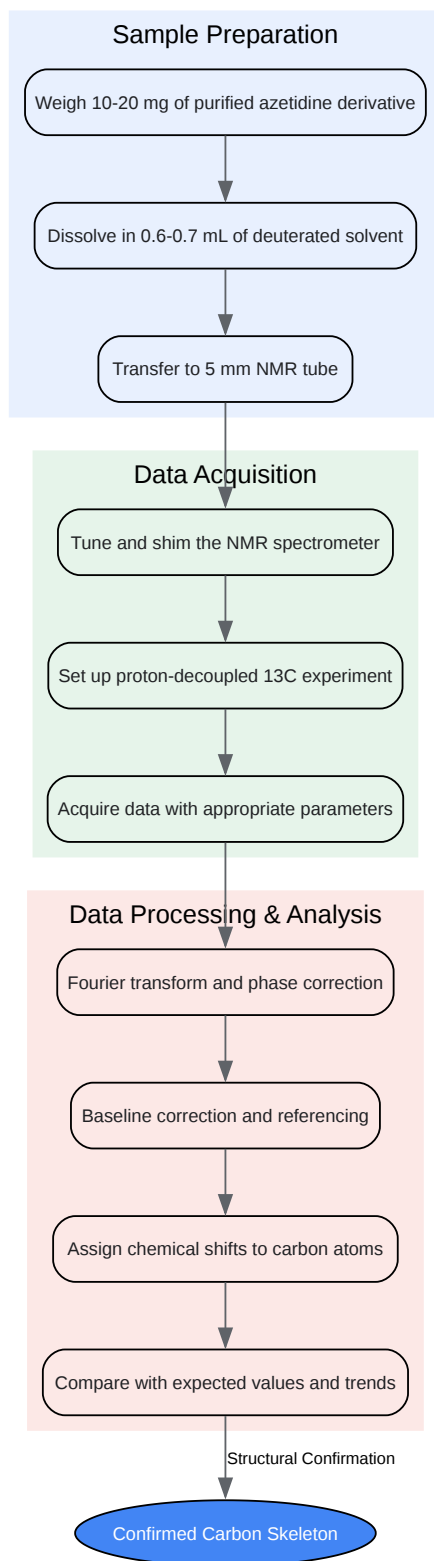 Sample Preparation
Weigh 10-20 mg of purified azetidine derivative
Dissolve in 0.6-0.7 mL of deuterated solvent
Transfer to 5 mm NMR tube
Data Acquisition
Tune and shim the NMR spectrometer
Set up proton-decoupled 13C experiment
Acquire data with appropriate parameters
Data Processing & Analysis
Fourier transform and phase correction
Baseline correction and referencing
Assign chemical shifts to carbon atoms
Compare with expected values and trends
Structural Confirmation
Confirmed Carbon Skeleton